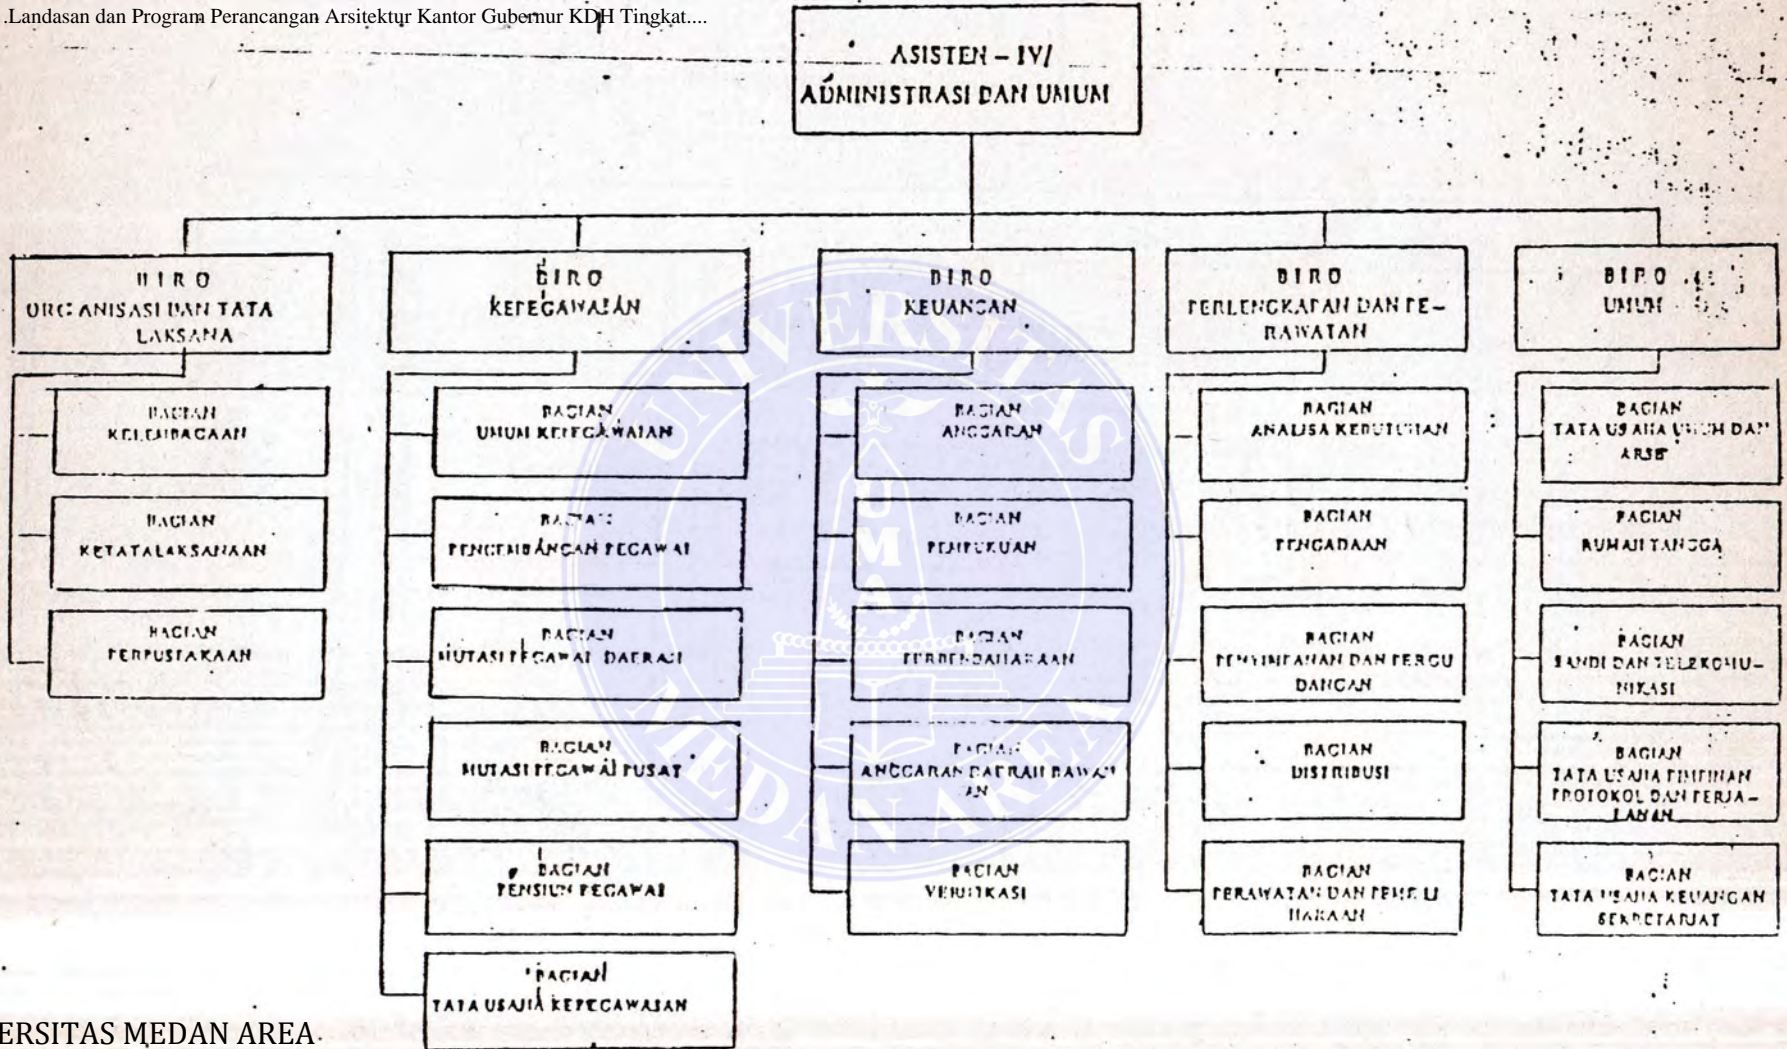 .Landasan dan Program Perancangan Arsitektur Kantor Gubernur KDH Tingkat....
ASISTEN – IV/
ADMINISTRASI DAN UMUM
BIRO
ORGANISASI DAN TATA
LAKSANA
BIRO
KEPEGAWAIAN
BIRO
KEUANGAN
BIRO
PERLENGKAPAN DAN PE–
RAWATAN
BIRO
UMUM
BAGIAN
KELEMBAGAAN
BAGIAN
KETATALAKSANAAN
BAGIAN
PERPUSTAKAAN
BAGIAN
UMUM KEPEGAWAIAN
BAGIAN
PENGEMBANGAN PEGAWAI
BAGIAN
MUTASI PEGAWAI DAERAH
BAGIAN
MUTASI PEGAWAI PUSAT
BAGIAN
PENSIUN PEGAWAI
BAGIAN
TATA USAHA KEPEGAWAIAN
BAGIAN
ANGGARAN
BAGIAN
PEMBUKUAN
BAGIAN
PERBENDAHARAAN
BAGIAN
ANGGARAN DAERAH BAWAH
AN
BAGIAN
VERIFIKASI
BAGIAN
ANALISA KEBUTUHAN
BAGIAN
PENGADAAN
BAGIAN
PENYIMPANAN DAN PERGU
DANGAN
BAGIAN
DISTRIBUSI
BAGIAN
PERAWATAN DAN PEMELI
HARAAN
BAGIAN
TATA USAHA UMUM DAN
ARSIP
BAGIAN
RUMAH TANGGA
BAGIAN
SANDI DAN TELEKOMU–
NIKASI
BAGIAN
TATA USAHA PIMPINAN
PROTOKOL DAN PERJA–
LANAN
BAGIAN
TATA USAHA KEUANGAN
SEKRETARIAT
UNIVERSITAS
UMA
MEDAN AREA
ERSITAS MEDAN AREA